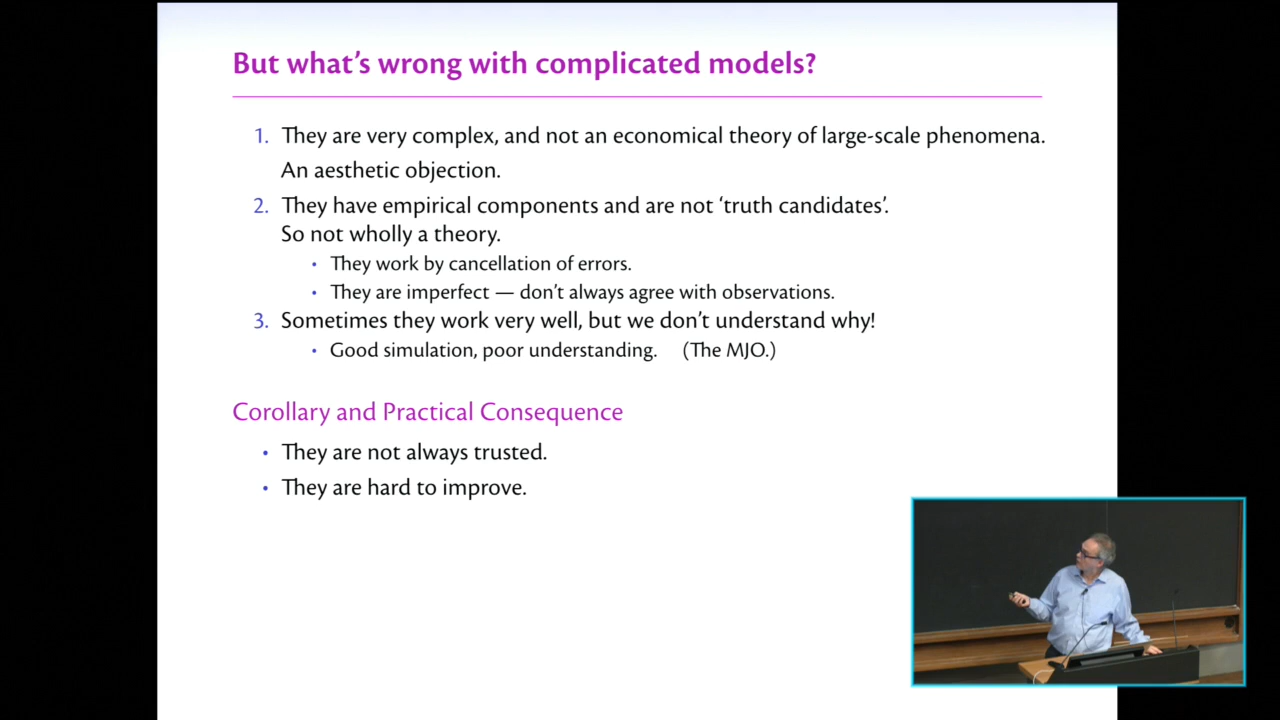 But what’s wrong with complicated models?
1. They are very complex, and not an economical theory of large-scale phenomena.
An aesthetic objection.
2. They have empirical components and are not ‘truth candidates’.
So not wholly a theory.
• They work by cancellation of errors.
• They are imperfect — don’t always agree with observations.
3. Sometimes they work very well, but we don’t understand why!
• Good simulation, poor understanding. (The MJO.)
Corollary and Practical Consequence
• They are not always trusted.
• They are hard to improve.